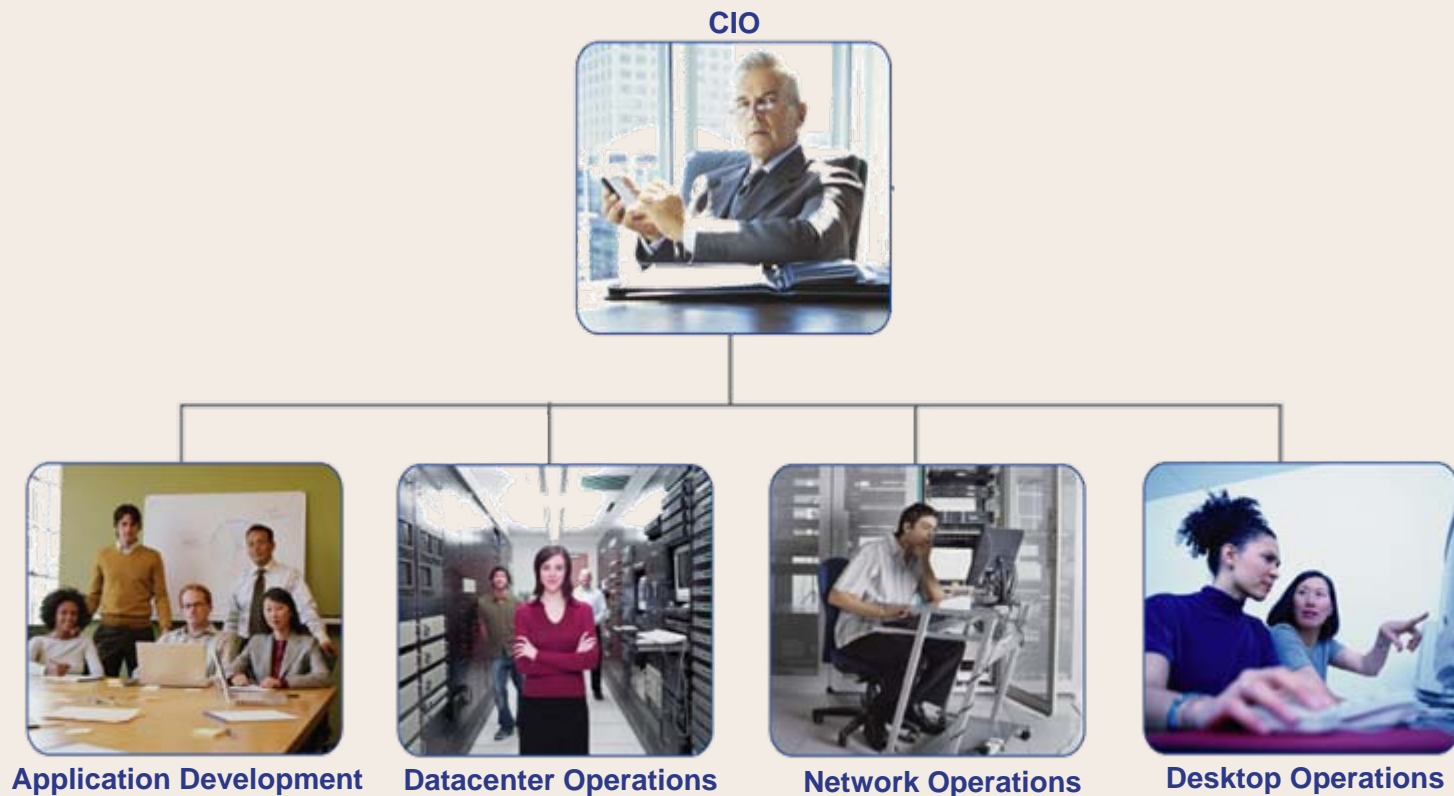 CIO
Application Development
Datacenter Operations
Network Operations
Desktop Operations